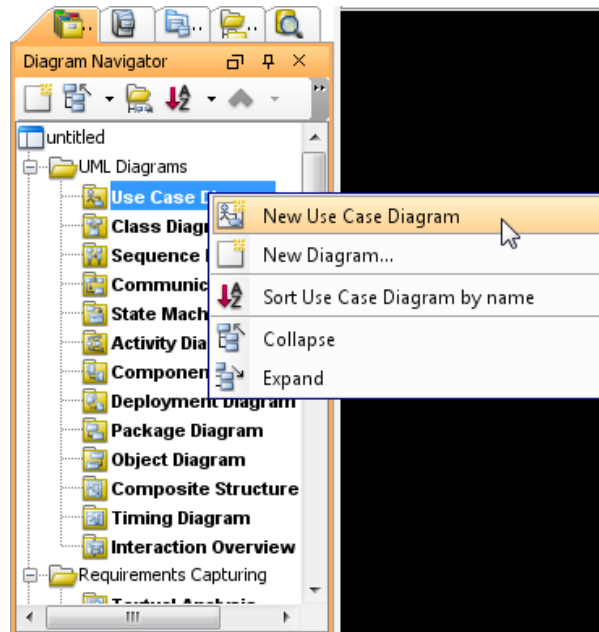 Diagram Navigator
untitled
UML Diagrams
Use Case
New Use Case Diagram
Class Diagr
New Diagram...
Sequence
Communic
Sort Use Case Diagram by name
State Mach
Activity Dia
Collapse
Componen
Expand
Deployment Diagram
Package Diagram
Object Diagram
Composite Structure
Timing Diagram
Interaction Overview
Requirements Capturing
Textual Analysis